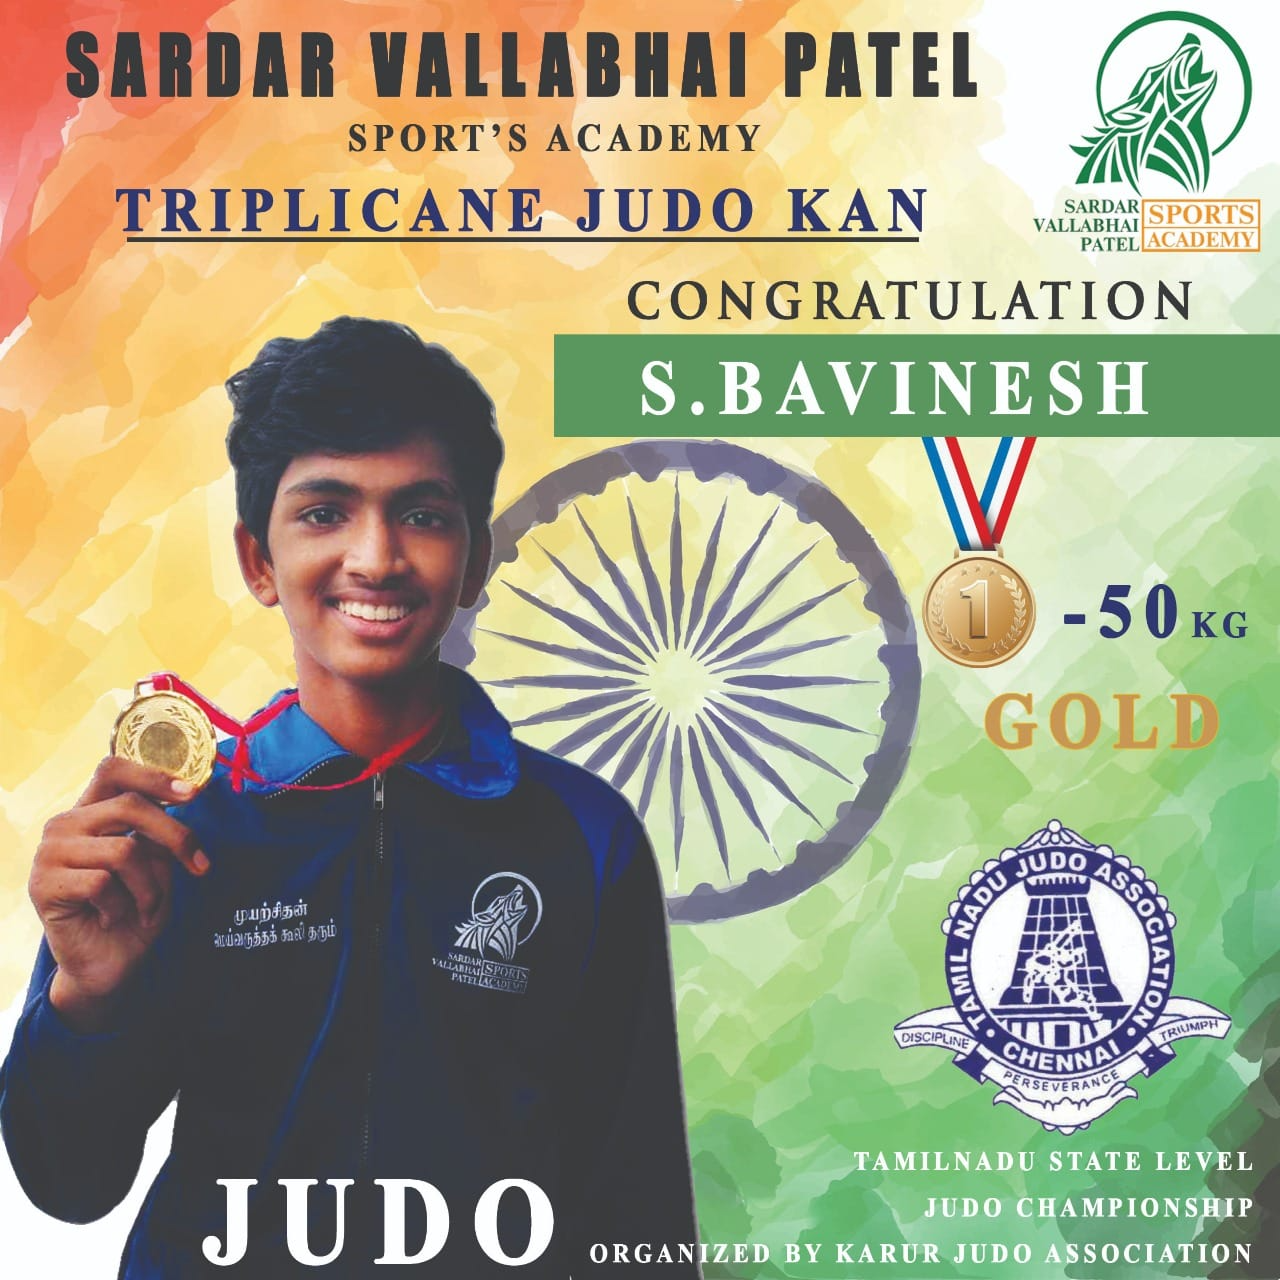 SARDAR VALLABHAI PATEL
SPORT'S ACADEMY
TRIPLICANE JUDO KAN
SARDAR
VALLABHAI
PATEL
SPORTS
ACADEMY
CONGRATULATION
S.BAVINESH
1
-50 KG
GOLD
முயற்சிதன்
மெய்வருத்தக் கூலி தரும்
SARDAR
VALLABHAI
PATEL
SPORTS
ACADEMY
TAMIL NADU JUDO ASSOCIATION
CHENNAI
DISCIPLINE
PERSEVERANCE
TRIUMPH
JUDO
TAMILNADU STATE LEVEL
JUDO CHAMPIONSHIP
ORGANIZED BY KARUR JUDO ASSOCIATION